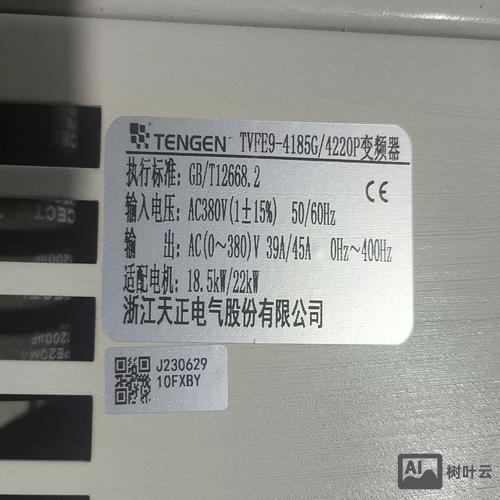 TENGEN TVFE9-4185G/4220P变频器
执行标准: GB/T12668.2
CE
输入电压: AC380V(1±15%) 50/60Hz
输 出: AC(0~380)V 39A/45A 0Hz~400Hz
适配电机: 18.5kW/22kW
浙江天正电气股份有限公司
J230629
10FXBY
AI 树叶云